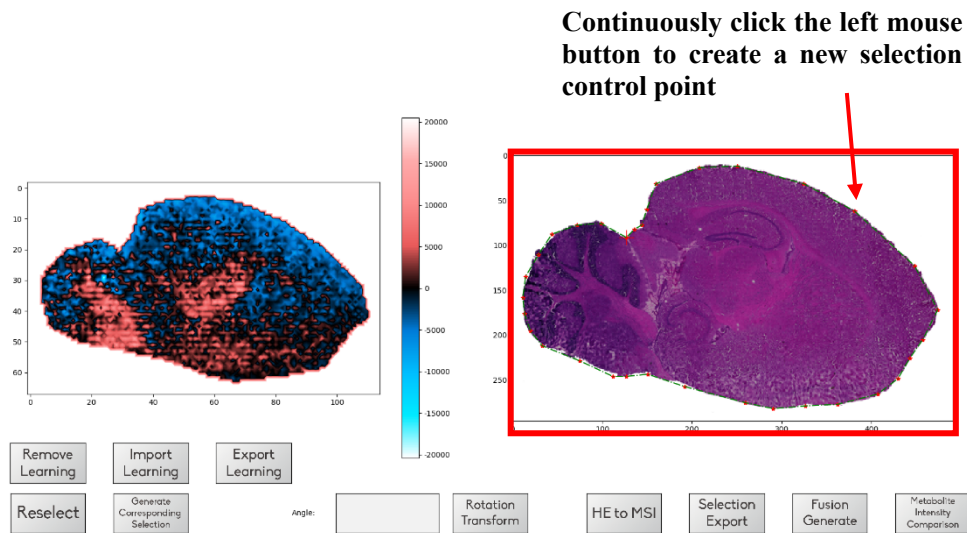 Continuously click the left mouse
button to create a new selection
control point
20000
15000
10000
5000
0
-5000
-10000
-15000
-20000
0
10
20
30
40
50
60
0
20
40
60
80
100
0
50
100
150
200
250
100
200
300
400
Remove
Learning
Import
Learning
Export
Learning
Reselect
Generate
Corresponding
Selection
Angle:
Rotation
Transform
HE to MSI
Selection
Export
Fusion
Generate
Metabolite
Intensity
Comparison